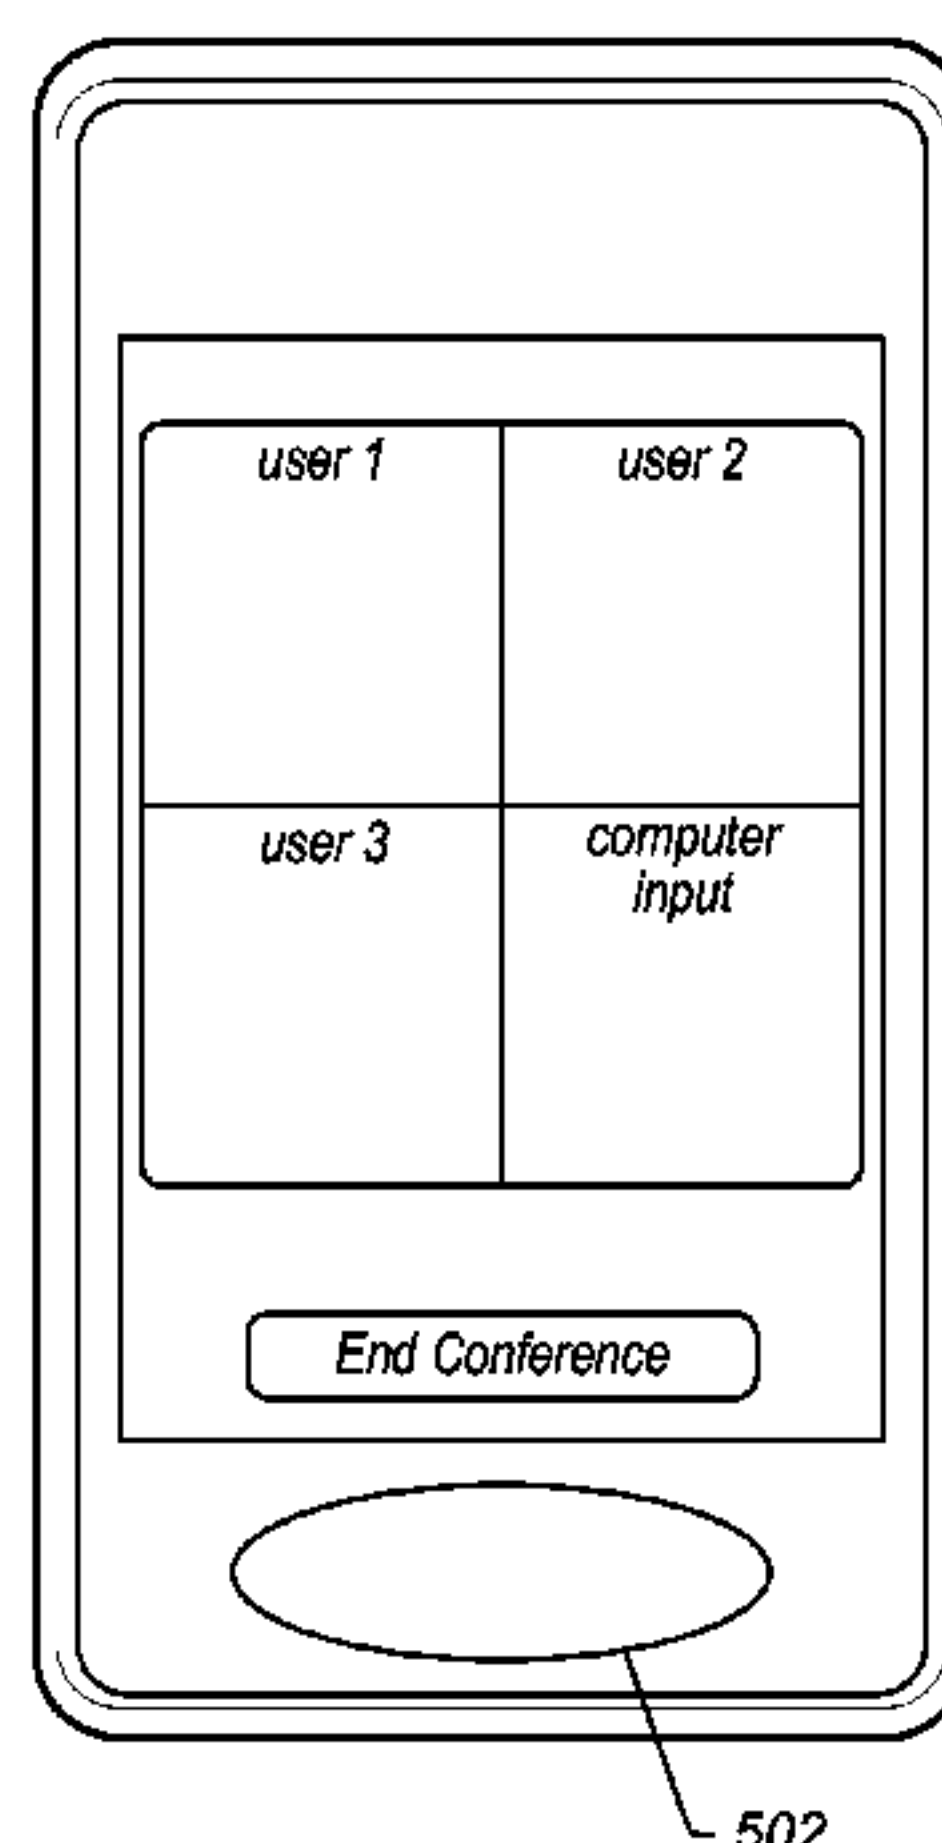 user 1
user 2
user 3
computer
input
End Conference
502